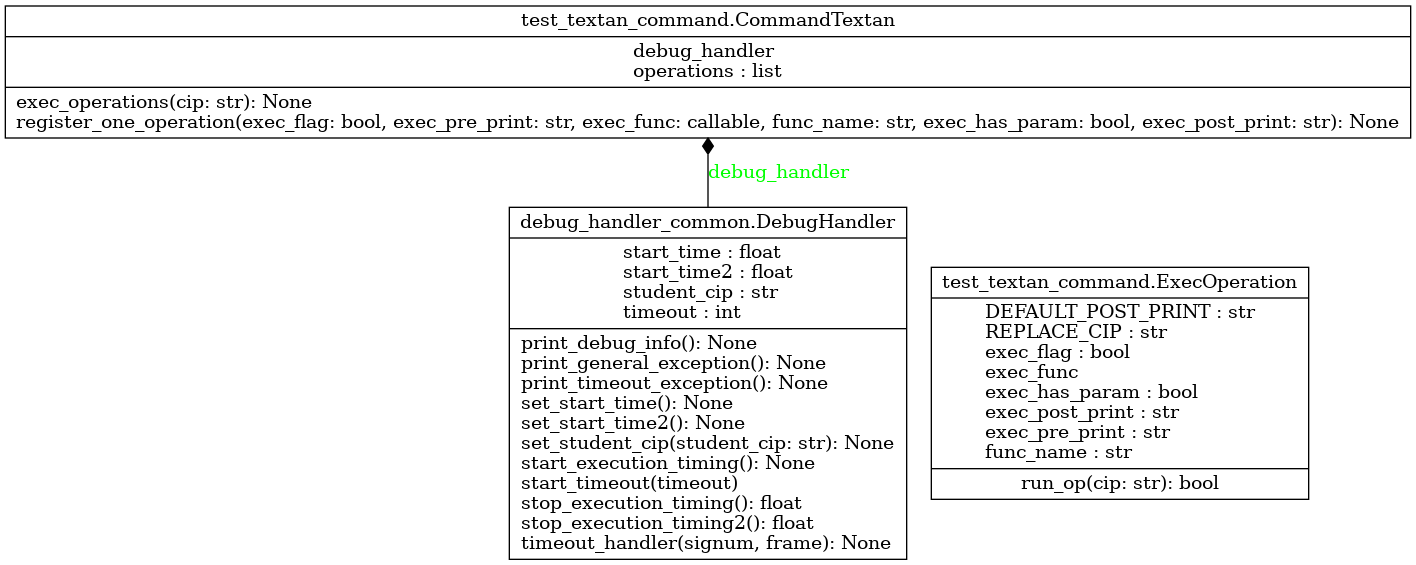 test_textan_command.CommandTextan
debug_handler
operations : list
exec_operations(cip: str): None
register_one_operation(exec_flag: bool, exec_pre_print: str, exec_func: callable, func_name: str, exec_has_param: bool, exec_post_print: str): None
debug_handler
debug_handler_common.DebugHandler
start_time : float
start_time2 : float
student_cip : str
timeout : int
print_debug_info(): None
print_general_exception(): None
print_timeout_exception(): None
set_start_time(): None
set_start_time2(): None
set_student_cip(student_cip: str): None
start_execution_timing(): None
start_timeout(timeout)
stop_execution_timing(): float
stop_execution_timing2(): float
timeout_handler(signum, frame): None
test_textan_command.ExecOperation
DEFAULT_POST_PRINT : str
REPLACE_CIP : str
exec_flag : bool
exec_func
exec_has_param : bool
exec_post_print : str
exec_pre_print : str
func_name : str
run_op(cip: str): bool